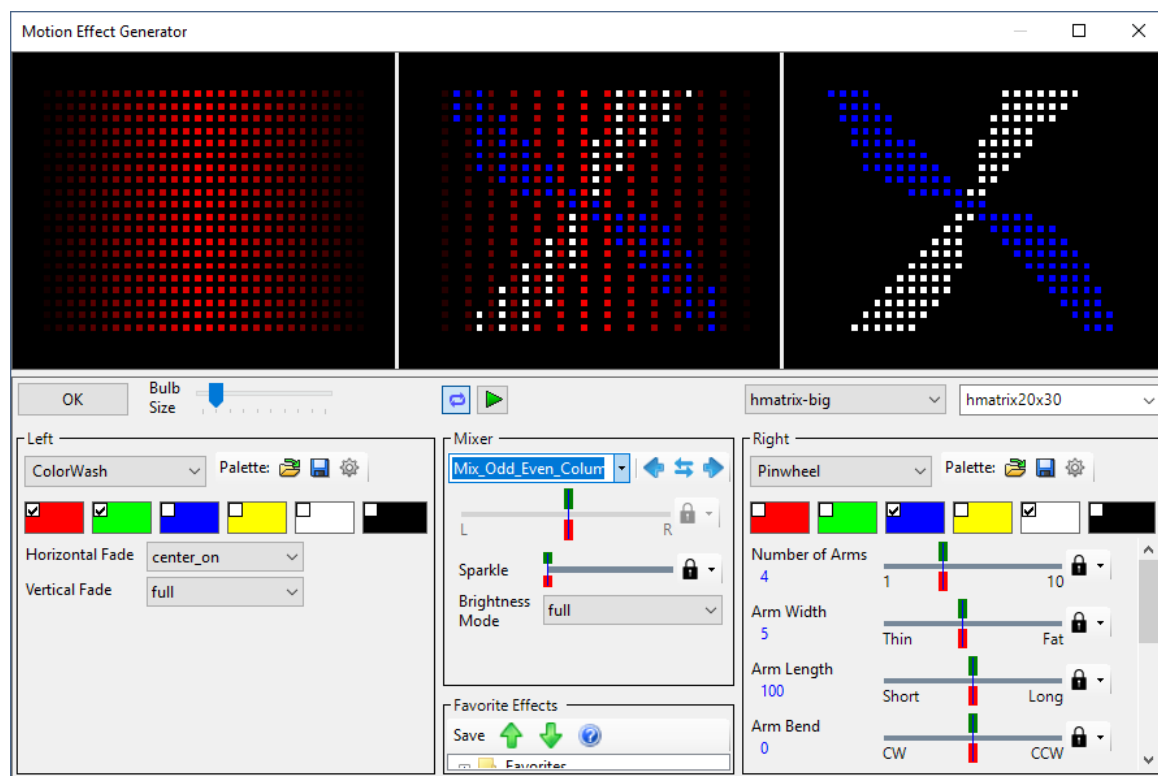 Motion Effect Generator
OK
Bulb
Size
hmatrix-big
hmatrix20x30
Left
ColorWash
Palette:
Horizontal Fade
center_on
Vertical Fade
full
Mixer
Mix_Odd_Even_Colum
L
R
Sparkle
Brightness
Mode
full
Favorite Effects
Save
Favorites
Right
Pinwheel
Palette:
Number of Arms
4
1
10
Arm Width
5
Thin
Fat
Arm Length
100
Short
Long
Arm Bend
0
CW
CCW